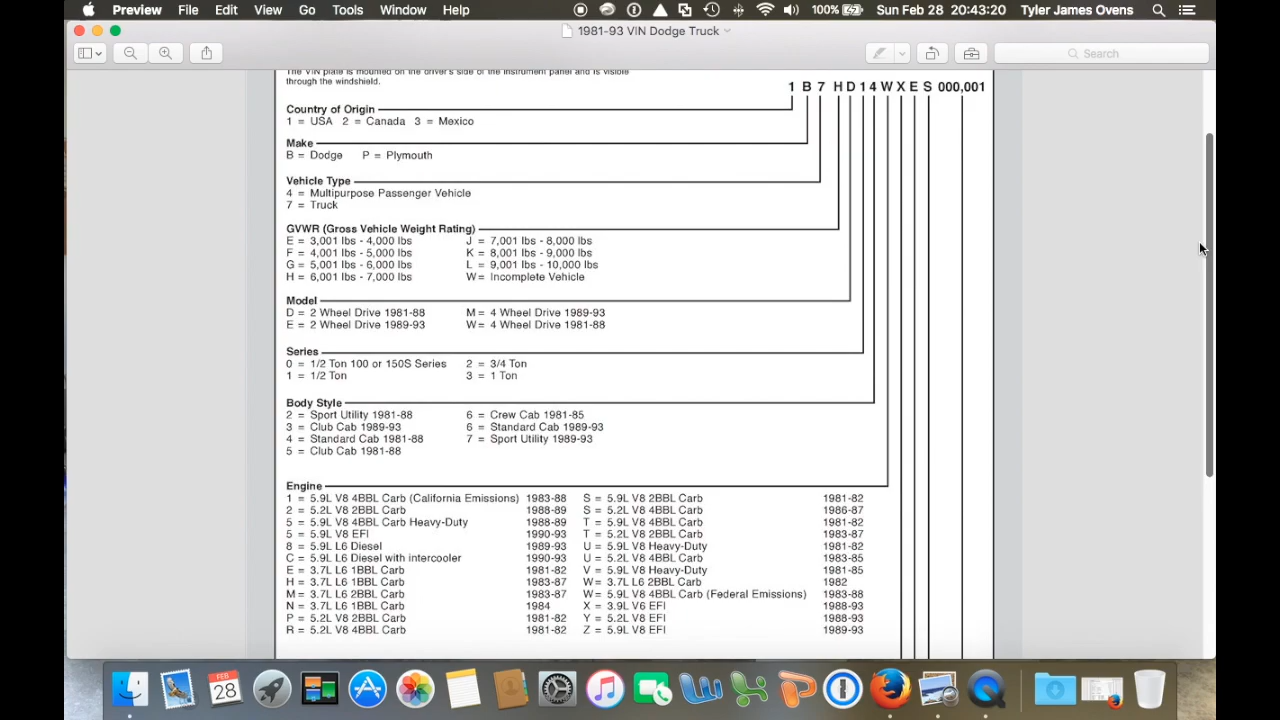 Preview File Edit View Go Tools Window Help 100% Sun Feb 28 20:43:20 Tyler James Ovens
1981-93 VIN Dodge Truck
Search
The VIN plate is mounted on the driver's side of the instrument panel and is visible
through the windshield.
1 B 7 H D 1 4 W X E S 000,001
Country of Origin
1 = USA 2 = Canada 3 = Mexico
Make
B = Dodge P = Plymouth
Vehicle Type
4 = Multipurpose Passenger Vehicle
7 = Truck
GVWR (Gross Vehicle Weight Rating)
E = 3,001 lbs - 4,000 lbs J = 7,001 lbs - 8,000 lbs
F = 4,001 lbs - 5,000 lbs K = 8,001 lbs - 9,000 lbs
G = 5,001 lbs - 6,000 lbs L = 9,001 lbs - 10,000 lbs
H = 6,001 lbs - 7,000 lbs W = Incomplete Vehicle
Model
D = 2 Wheel Drive 1981-88 M = 4 Wheel Drive 1989-93
E = 2 Wheel Drive 1989-93 W = 4 Wheel Drive 1981-88
Series
0 = 1/2 Ton 100 or 150S Series 2 = 3/4 Ton
1 = 1/2 Ton 3 = 1 Ton
Body Style
2 = Sport Utility 1981-88 6 = Crew Cab 1981-85
3 = Club Cab 1989-93 6 = Standard Cab 1989-93
4 = Standard Cab 1981-88 7 = Sport Utility 1989-93
5 = Club Cab 1981-88
Engine
1 = 5.9L V8 4BBL Carb (California Emissions) 1983-88 S = 5.9L V8 2BBL Carb 1981-82
2 = 5.2L V8 2BBL Carb 1988-89 S = 5.2L V8 4BBL Carb 1986-87
5 = 5.9L V8 4BBL Carb Heavy-Duty 1988-89 T = 5.9L V8 4BBL Carb 1981-82
5 = 5.9L V8 EFI 1990-93 T = 5.2L V8 2BBL Carb 1983-87
8 = 5.9L L6 Diesel 1989-93 U = 5.9L V8 Heavy-Duty 1981-82
C = 5.9L L6 Diesel with intercooler 1990-93 U = 5.2L V8 4BBL Carb 1983-85
E = 3.7L L6 1BBL Carb 1981-82 V = 5.9L V8 Heavy-Duty 1981-85
H = 3.7L L6 1BBL Carb 1983-87 W = 3.7L L6 2BBL Carb 1982
M = 3.7L L6 2BBL Carb 1983-87 W = 5.9L V8 4BBL Carb (Federal Emissions) 1983-88
N = 3.7L L6 1BBL Carb 1984 X = 3.9L V6 EFI 1988-93
P = 5.2L V8 2BBL Carb 1981-82 Y = 5.2L V8 EFI 1988-93
R = 5.2L V8 4BBL Carb 1981-82 Z = 5.9L V8 EFI 1989-93
FEB
28